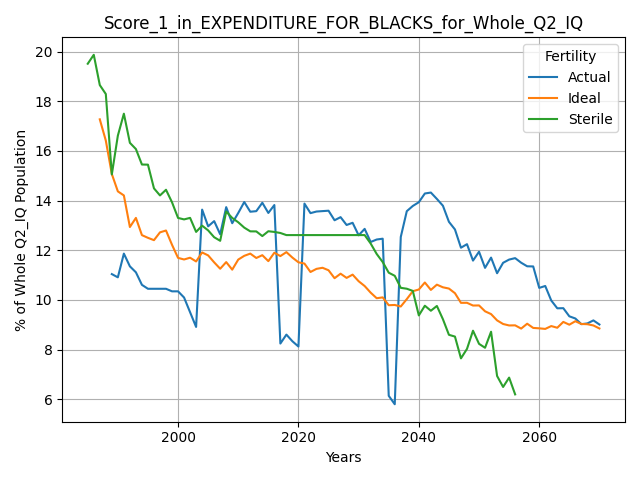 Score_1_in_EXPENDITURE_FOR_BLACKS_for_Whole_Q2_IQ
% of Whole Q2_IQ Population
20
18
16
14
12
10
8
6
2000
2020
2040
2060
Years
Fertility
Actual
Ideal
Sterile